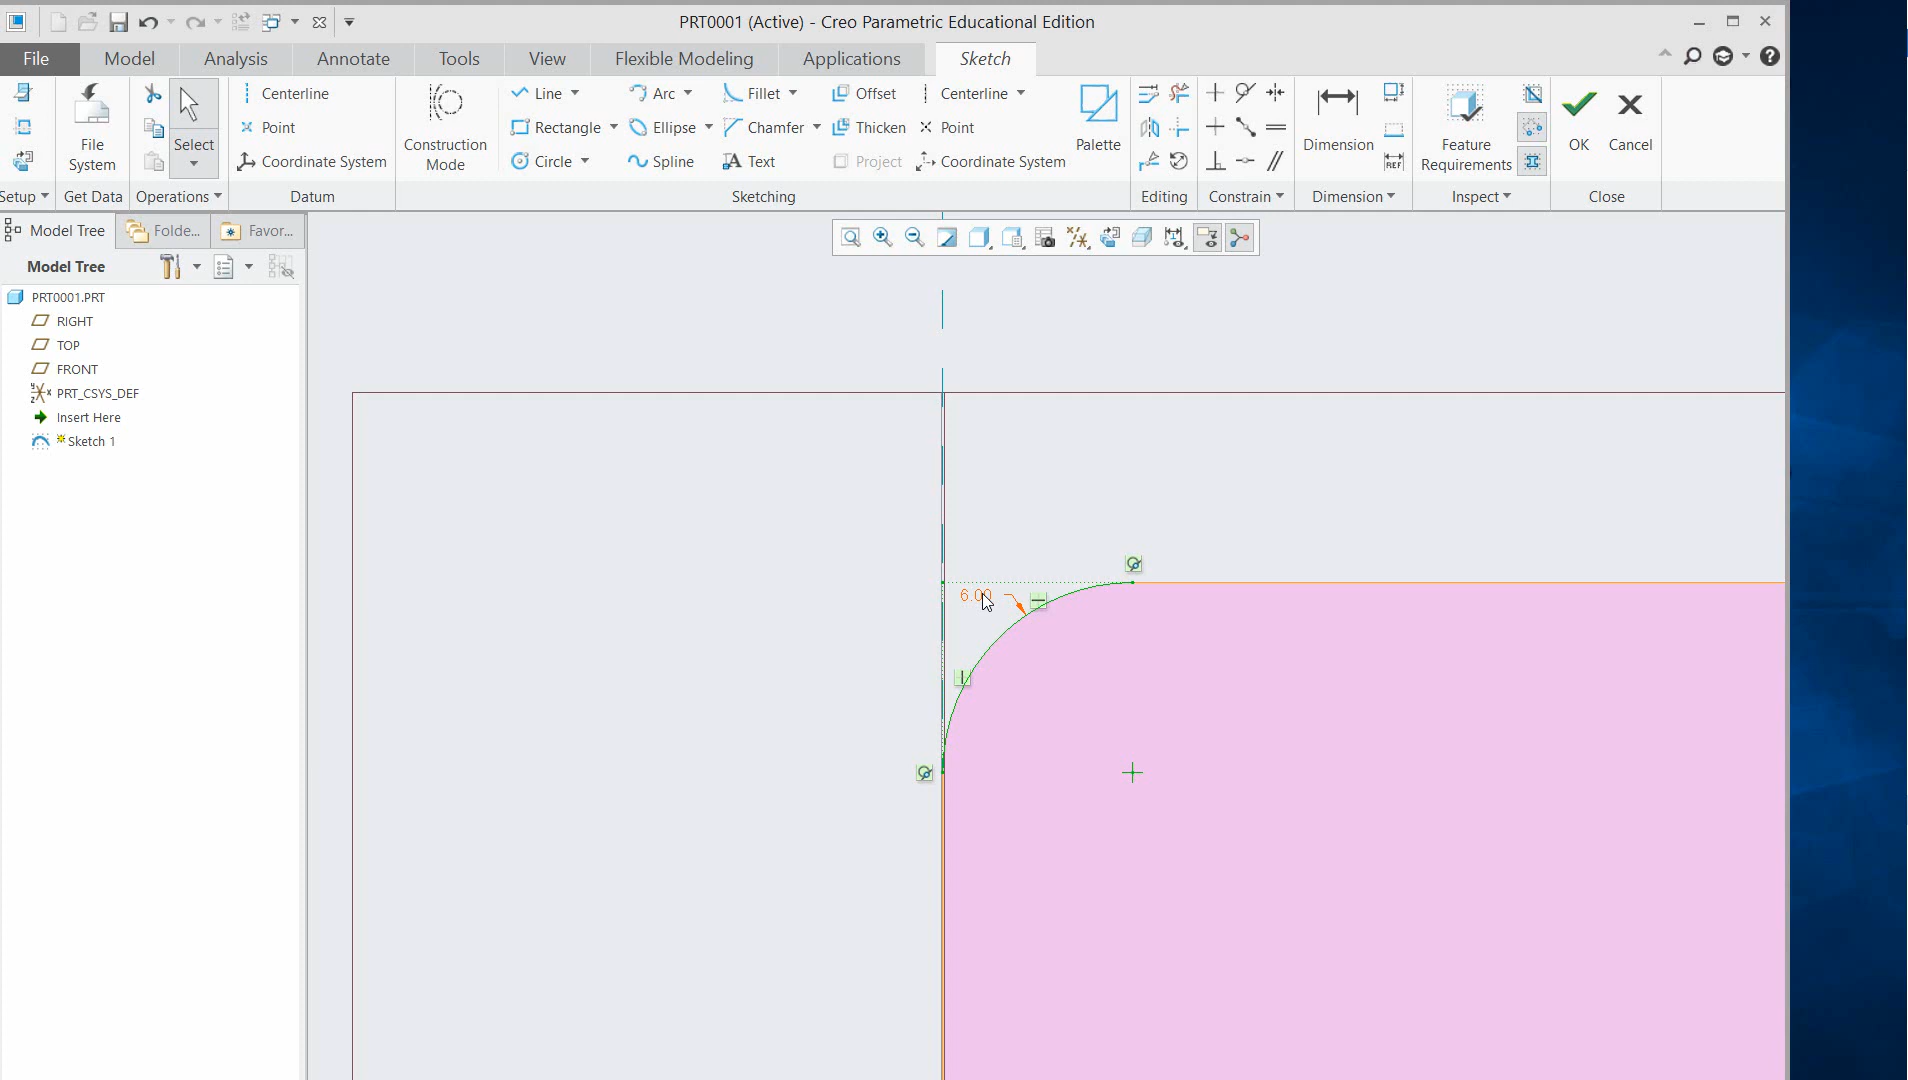 PRT0001 (Active) - Creo Parametric Educational Edition
File Model Analysis Annotate Tools View Flexible Modeling Applications Sketch
Centerline Line Arc Fillet Offset Centerline
Point Rectangle Ellipse Chamfer Thicken Point
Coordinate System Circle Spline Text Project Coordinate System
File System
Select
Construction Mode
Palette
Dimension
REF
Feature Requirements
OK
Cancel
Setup Get Data Operations Datum Sketching Editing Constrain Dimension Inspect Close
Model Tree Folde... Favor...
Model Tree
PRT0001.PRT
RIGHT
TOP
FRONT
PRT_CSYS_DEF
Insert Here
Sketch 1
6.00